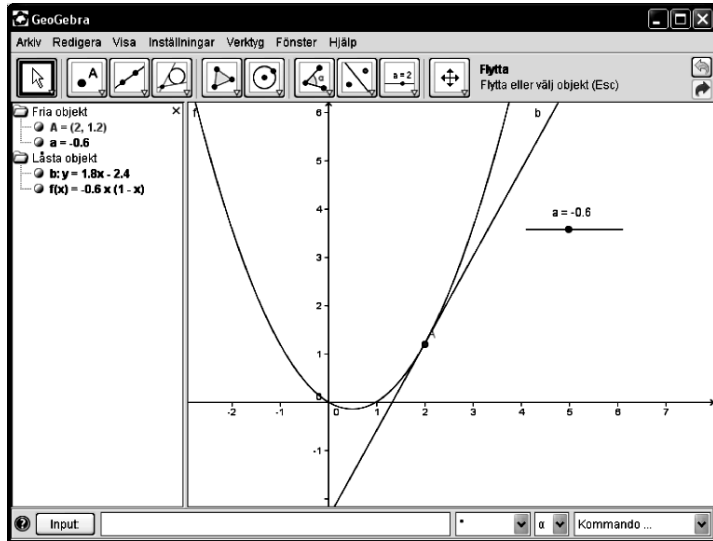 GeoGebra
Arkiv Redigera Visa Inställningar Verktyg Fönster Hjälp
A
α
a=2
Flytta
Flytta eller välj objekt (Esc)
Fria objekt
A = (2, 1.2)
a = -0.6
Låsta objekt
b: y = 1.8x - 2.4
f(x) = -0.6 x (1 - x)
f
b
6
5
4
3
2
1
0
-1
a = -0.6
A
-2 -1 0 1 2 3 4 5 6 7
Input:
° α Kommando ...